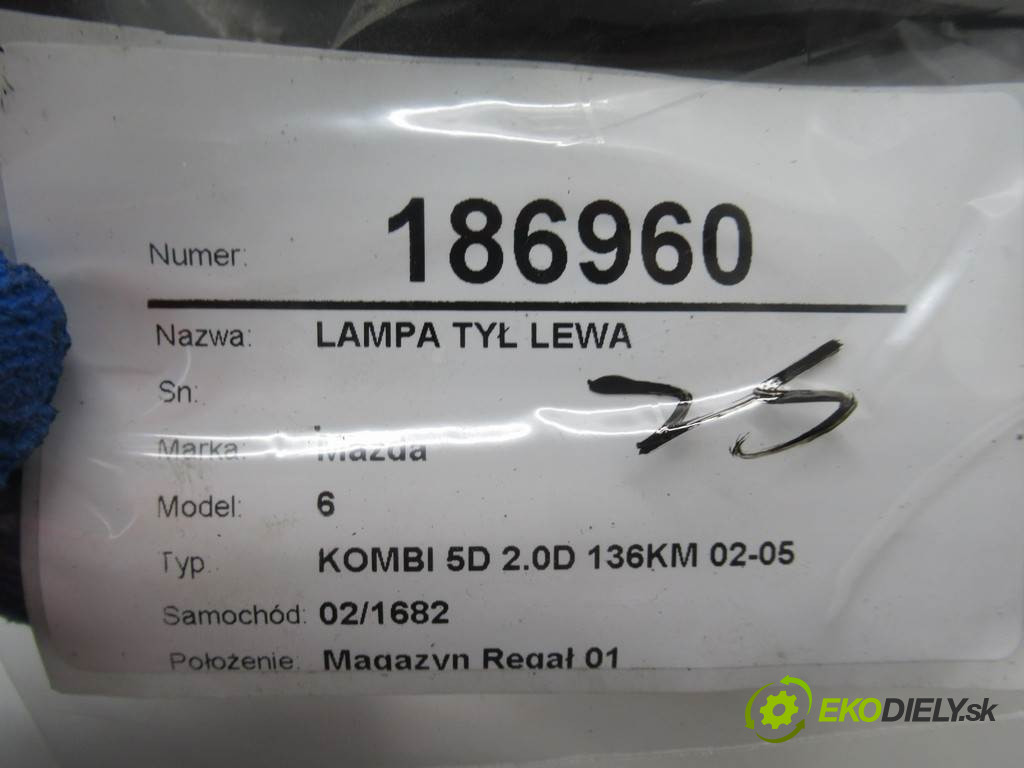 Numer: 186960
Nazwa: LAMPA TYŁ LEWA
Sn:
25
Marka: Mazda
Model: 6
Typ KOMBI 5D 2.0D 136KM 02-05
Samochód: 02/1682
Położenie: Magazyn Regał 01
EKODIELY.sk